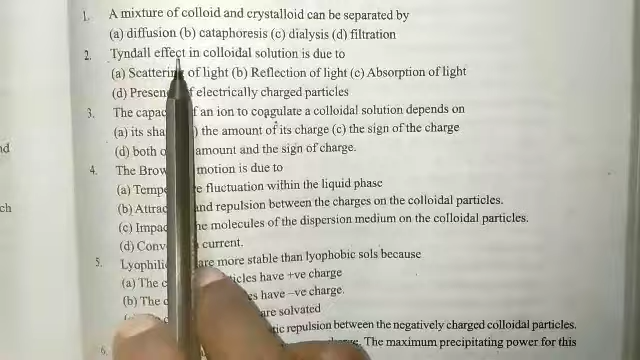 1. A mixture of colloid and crystalloid can be separated by
(a) diffusion (b) cataphoresis (c) dialysis (d) filtration
2. Tyndall effect in colloidal solution is due to
(a) Scattering of light (b) Reflection of light (c) Absorption of light
(d) Presen f electrically charged particles
3. The capac f an ion to coagulate a colloidal solution depends on
(a) its sha ) the amount of its charge (c) the sign of the charge
(d) both o amount and the sign of charge.
4. The Brow motion is due to
(a) Tempe e fluctuation within the liquid phase
(b) Attrac and repulsion between the charges on the colloidal particles.
(c) Impac he molecules of the dispersion medium on the colloidal particles.
(d) Conv current.
5. Lyophili are more stable than lyophobic sols because
(a) The c ticles have +ve charge
(b) The c es have –ve charge.
are solvated
tic repulsion between the negatively charged colloidal particles.
6. The maximum precipitating power for this
nd
ch